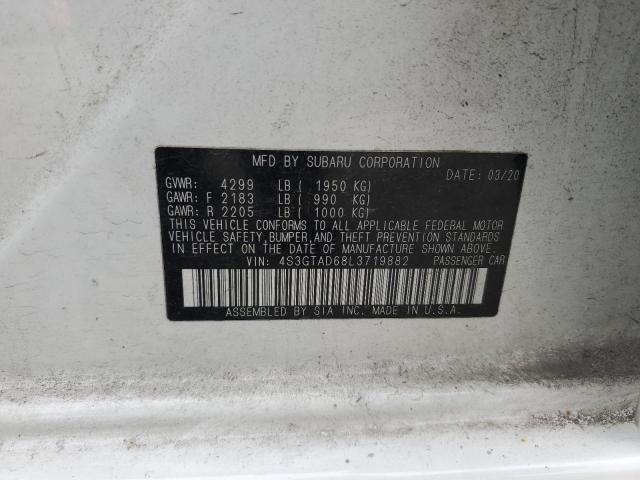 MFD BY SUBARU CORPORATION
DATE: 03/20
GVWR: 4299 LB ( 1950 KG)
GAWR: F 2183 LB ( 990 KG)
GAWR: R 2205 LB ( 1000 KG)
THIS VEHICLE CONFORMS TO ALL APPLICABLE FEDERAL MOTOR
VEHICLE SAFETY, BUMPER, AND THEFT PREVENTION STANDARDS
IN EFFECT ON THE DATE OF MANUFACTURE SHOWN ABOVE.
VIN: 4S3GTAD68L3719882 PASSENGER CAR
ASSEMBLED BY SIA INC. MADE IN U.S.A.